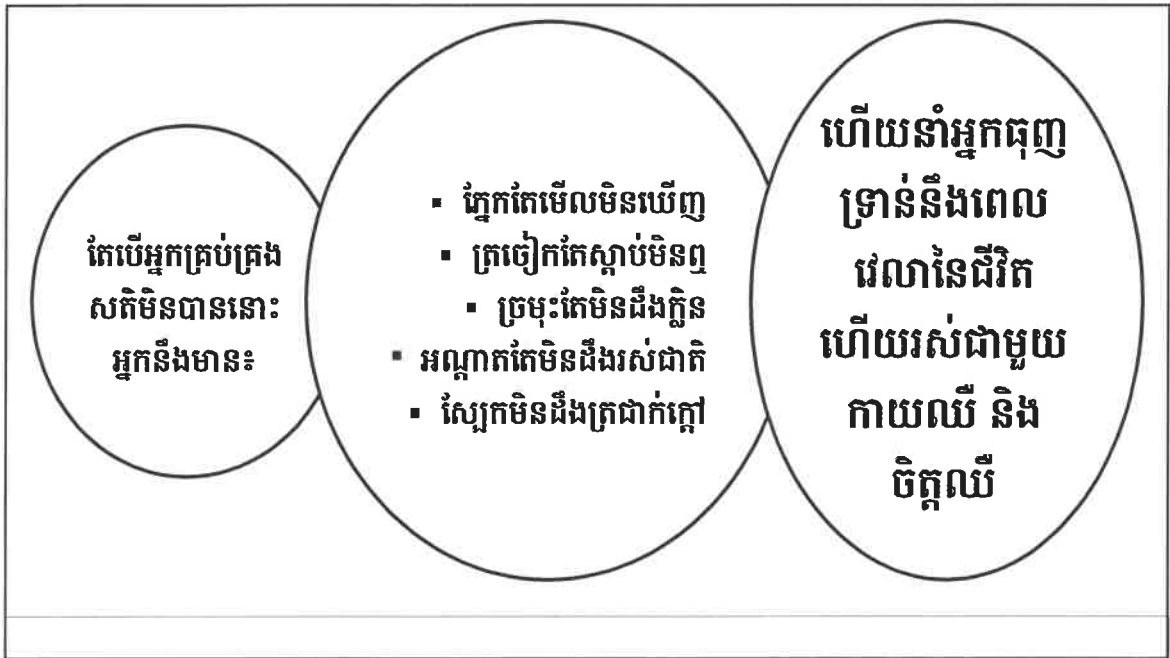 តែបើអ្នកគ្រប់គ្រង
សតិមិនបាននោះ
អ្នកនឹងមាន៖
▪ ភ្នែកតែមើលមិនឃើញ
▪ ត្រចៀកតែស្តាប់មិនឮ
▪ ច្រមុះតែមិនដឹងក្លិន
▪ អណ្តាតតែមិនដឹងរស់ជាតិ
▪ ស្បែកមិនដឹងត្រជាក់ក្តៅ
ហើយនាំអ្នកធុញ
ទ្រាន់នឹងពេល
វេលានៃជីវិត
ហើយរស់ជាមួយ
កាយឈឺ និង
ចិត្តឈឺ